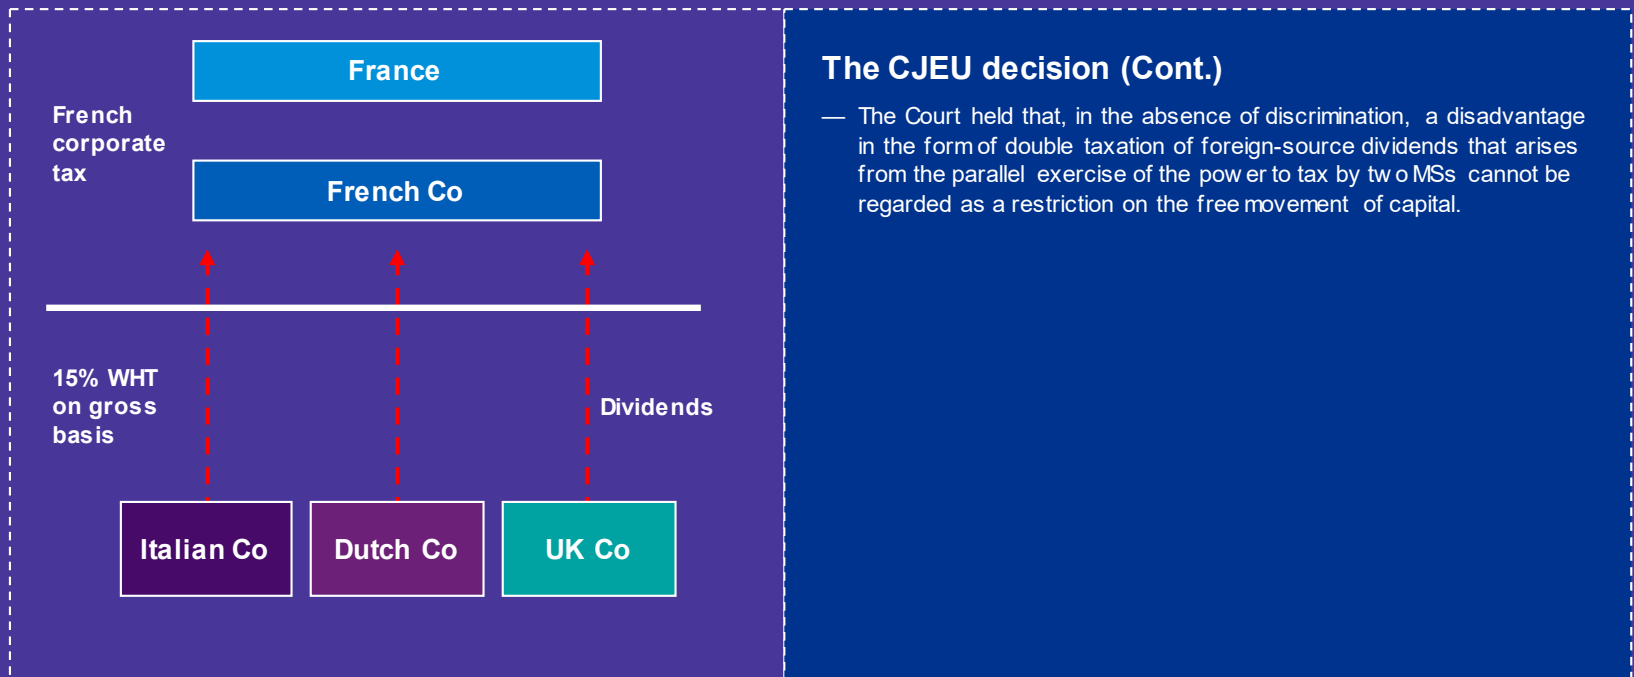 France
French
corporate
tax
French Co
15% WHT
on gross
basis
Dividends
Italian Co
Dutch Co
UK Co
The CJEU decision (Cont.)
— The Court held that, in the absence of discrimination, a disadvantage
in the form of double taxation of foreign-source dividends that arises
from the parallel exercise of the power to tax by two MSs cannot be
regarded as a restriction on the free movement of capital.